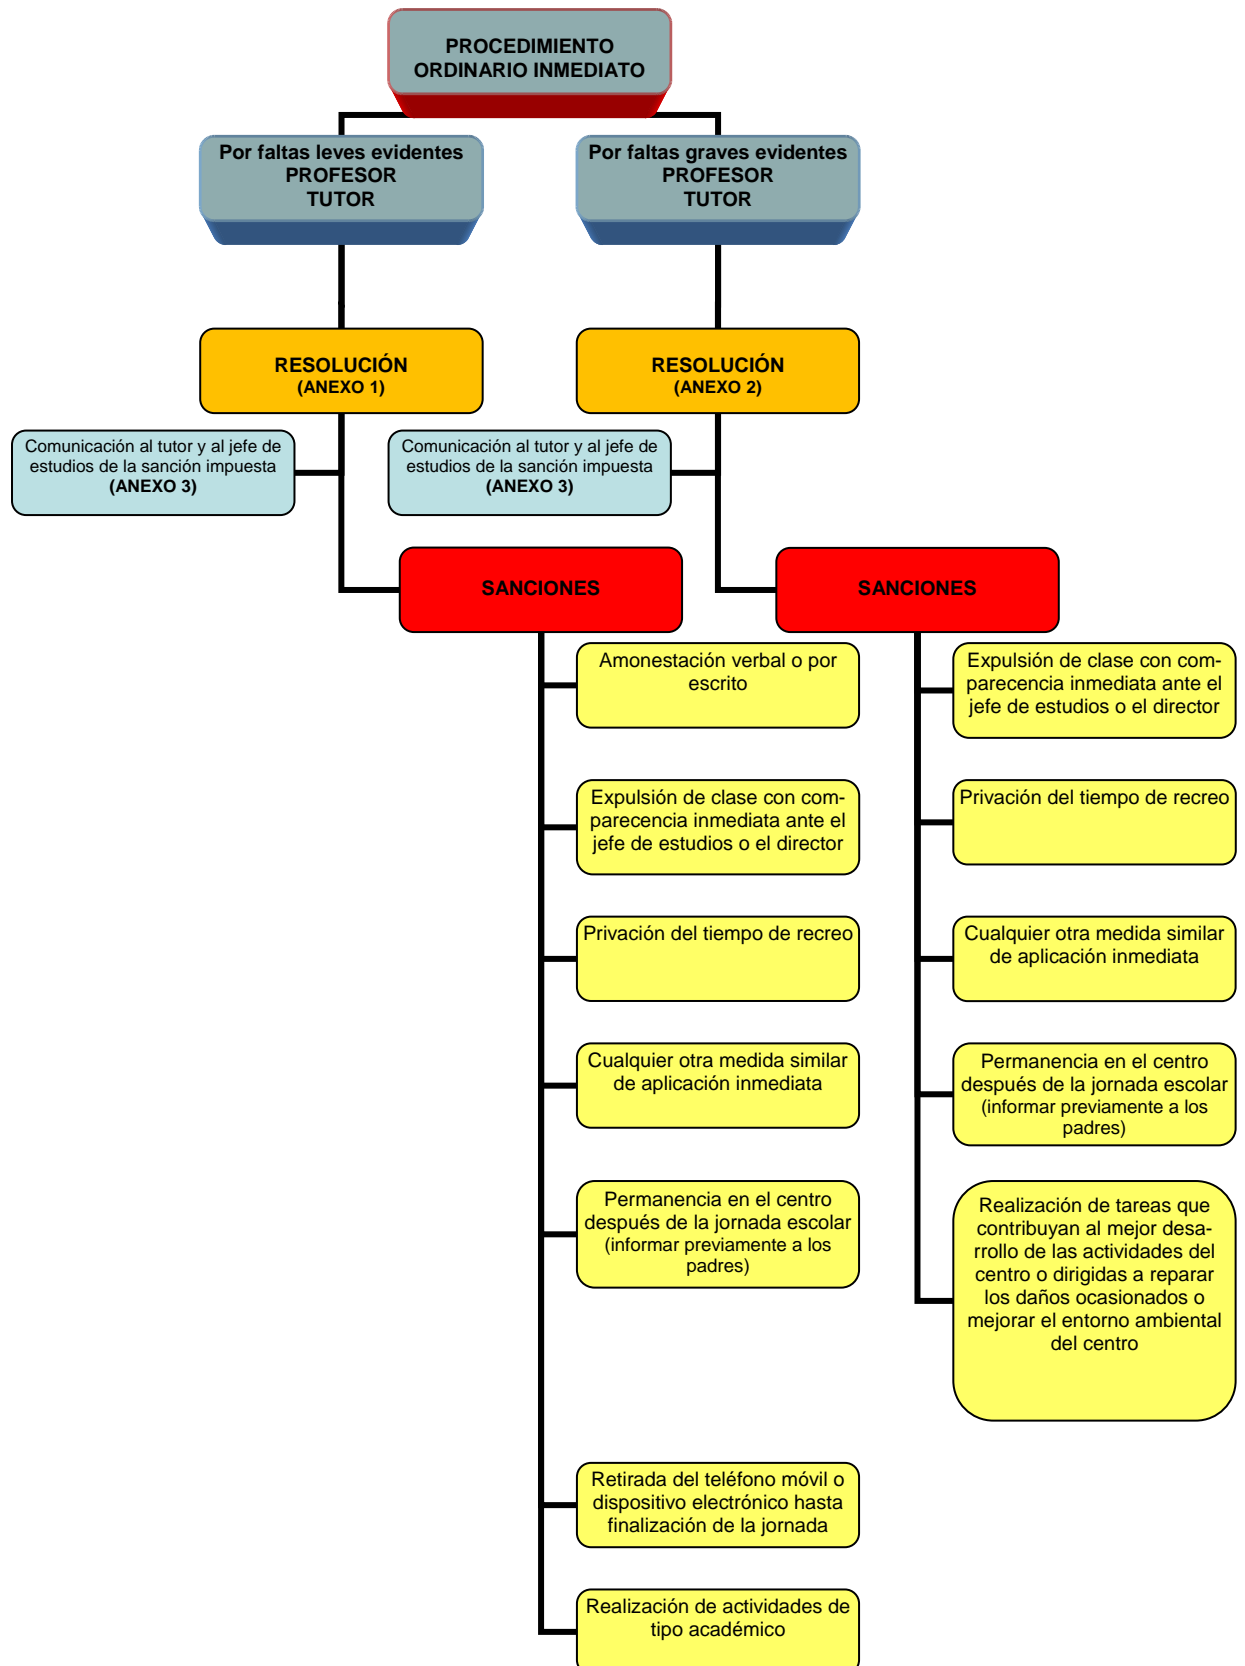 PROCEDIMIENTO
ORDINARIO INMEDIATO
Por faltas leves evidentes
PROFESOR
TUTOR
Por faltas graves evidentes
PROFESOR
TUTOR
RESOLUCIÓN
(ANEXO 1)
RESOLUCIÓN
(ANEXO 2)
Comunicación al tutor y al jefe de
estudios de la sanción impuesta
(ANEXO 3)
Comunicación al tutor y al jefe de
estudios de la sanción impuesta
(ANEXO 3)
SANCIONES
SANCIONES
Amonestación verbal o por
escrito
Expulsión de clase con com-
parecencia inmediata ante el
jefe de estudios o el director
Privación del tiempo de recreo
Cualquier otra medida similar
de aplicación inmediata
Permanencia en el centro
después de la jornada escolar
(informar previamente a los
padres)
Retirada del teléfono móvil o
dispositivo electrónico hasta
finalización de la jornada
Realización de actividades de
tipo académico
Expulsión de clase con com-
parecencia inmediata ante el
jefe de estudios o el director
Privación del tiempo de recreo
Cualquier otra medida similar
de aplicación inmediata
Permanencia en el centro
después de la jornada escolar
(informar previamente a los
padres)
Realización de tareas que
contribuyan al mejor desa-
rrollo de las actividades del
centro o dirigidas a reparar
los daños ocasionados o
mejorar el entorno ambiental
del centro